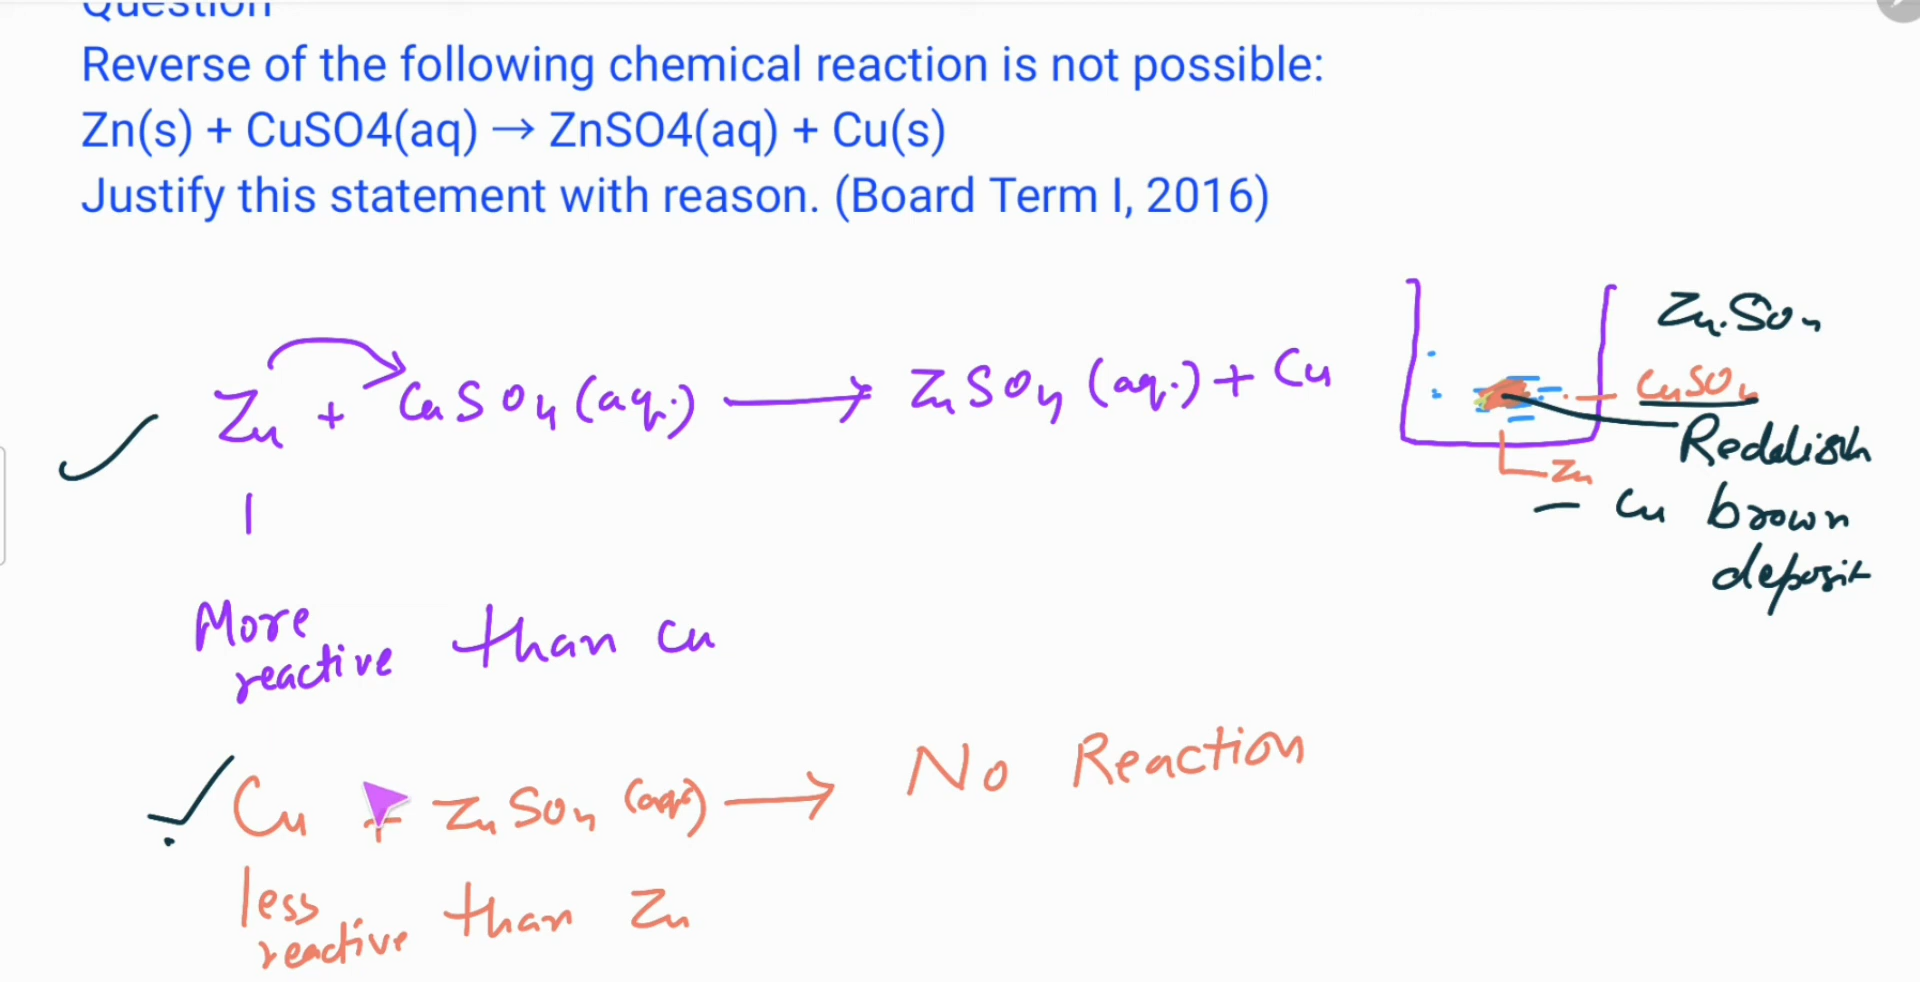 Question
Reverse of the following chemical reaction is not possible:
Zn(s) + CuSO4(aq) → ZnSO4(aq) + Cu(s)
Justify this statement with reason. (Board Term I, 2016)
Zn + CuSO4 (aq.) → ZnSO4 (aq.) + Cu
More
reactive than Cu
Cu + ZnSO4 (aq) → No Reaction
less
reactive than Zn
ZnSO4
CuSO4
Reddish
Zn
– Cu brown
deposit